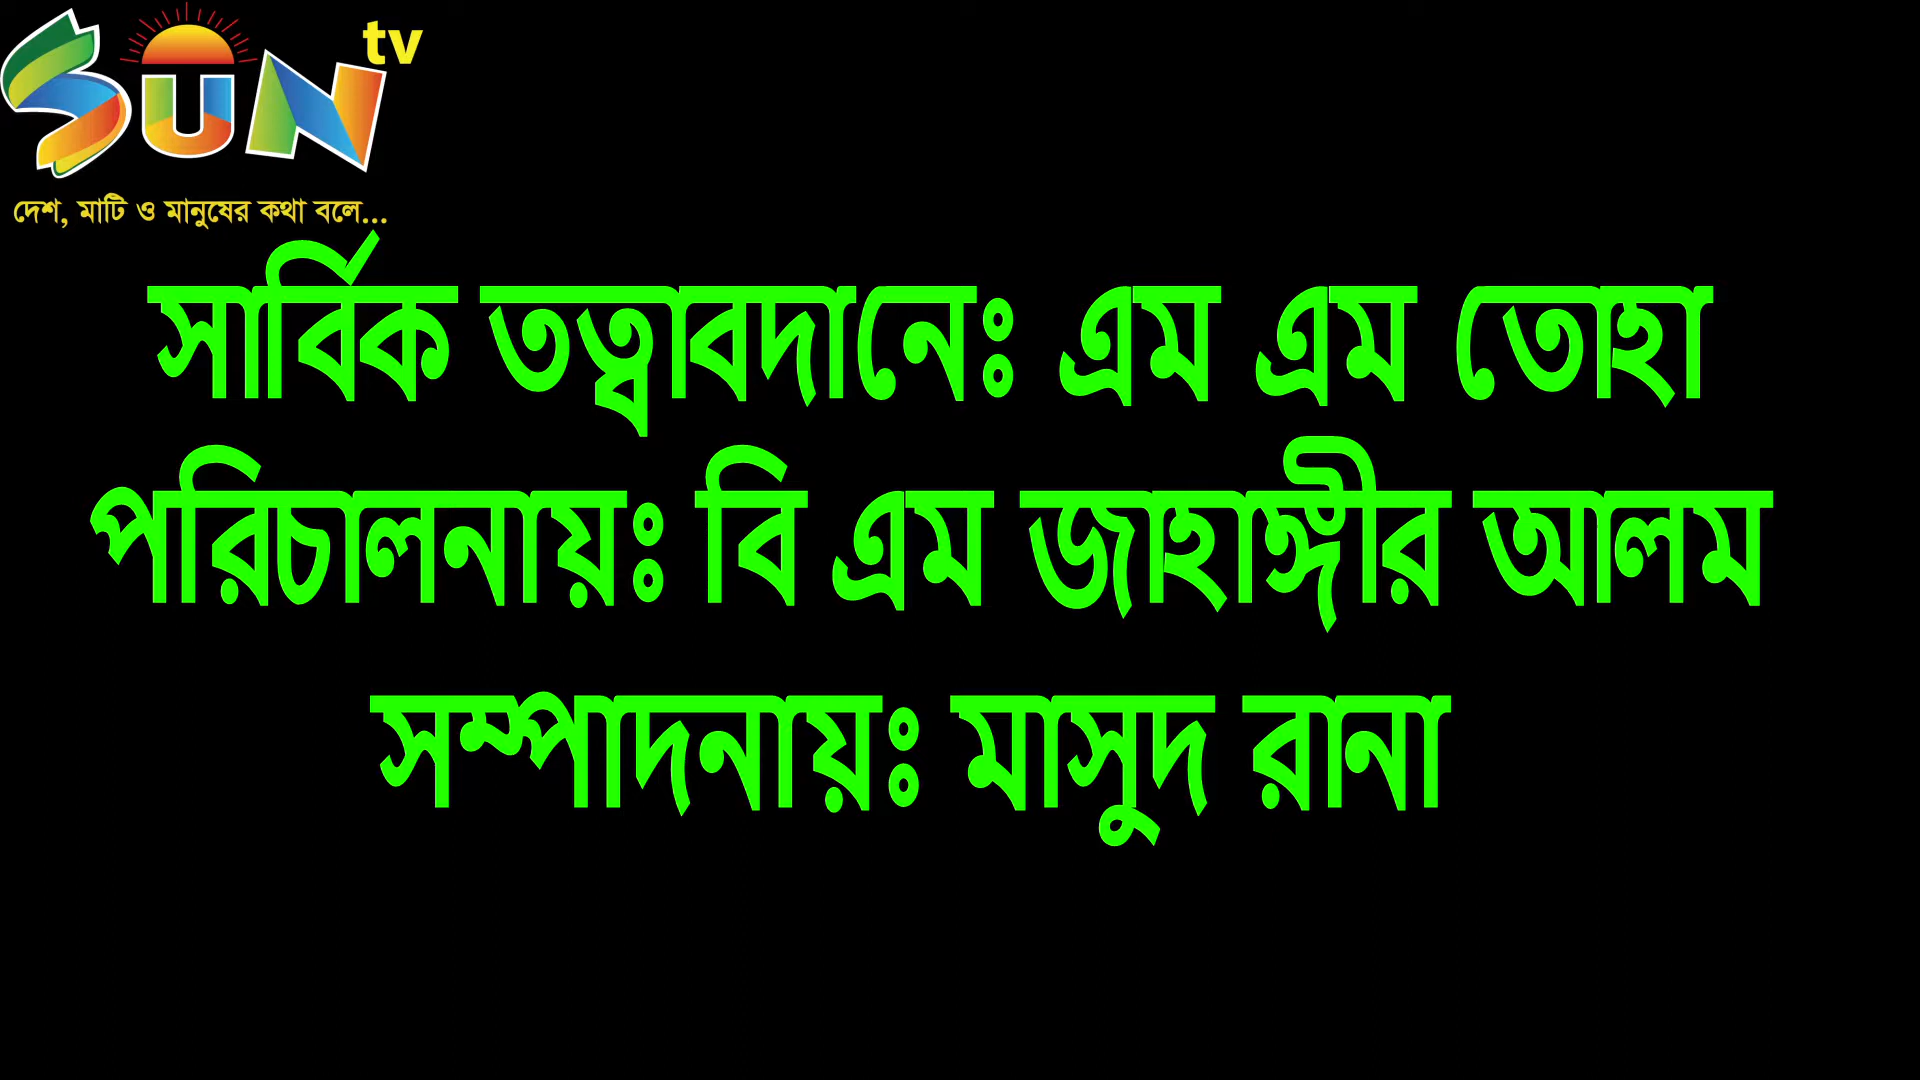 SUN tv
দেশ, মাটি ও মানুষের কথা বলে...
সার্বিক তত্বাবদানেঃ এম এম তোহা
পরিচালনায়ঃ বি এম জাহাঙ্গীর আলম
সম্পাদনায়ঃ মাসুদ রানা